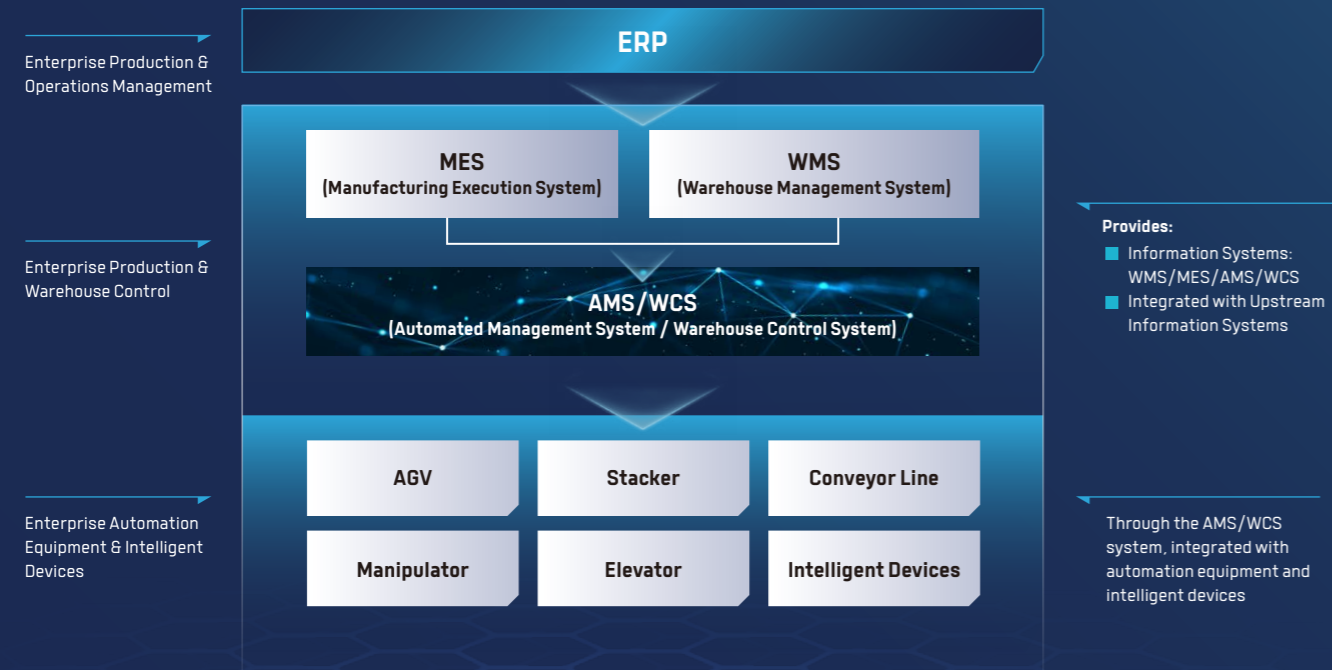 ERP
Enterprise Production &
Operations Management
MES
(Manufacturing Execution System)
WMS
(Warehouse Management System)
Enterprise Production &
Warehouse Control
AMS/WCS
(Automated Management System / Warehouse Control System)
Provides:
Information Systems:
WMS/MES/AMS/WCS
Integrated with Upstream
Information Systems
AGV
Stacker
Conveyor Line
Manipulator
Elevator
Intelligent Devices
Enterprise Automation
Equipment & Intelligent
Devices
Through the AMS/WCS
system, integrated with
automation equipment and
intelligent devices